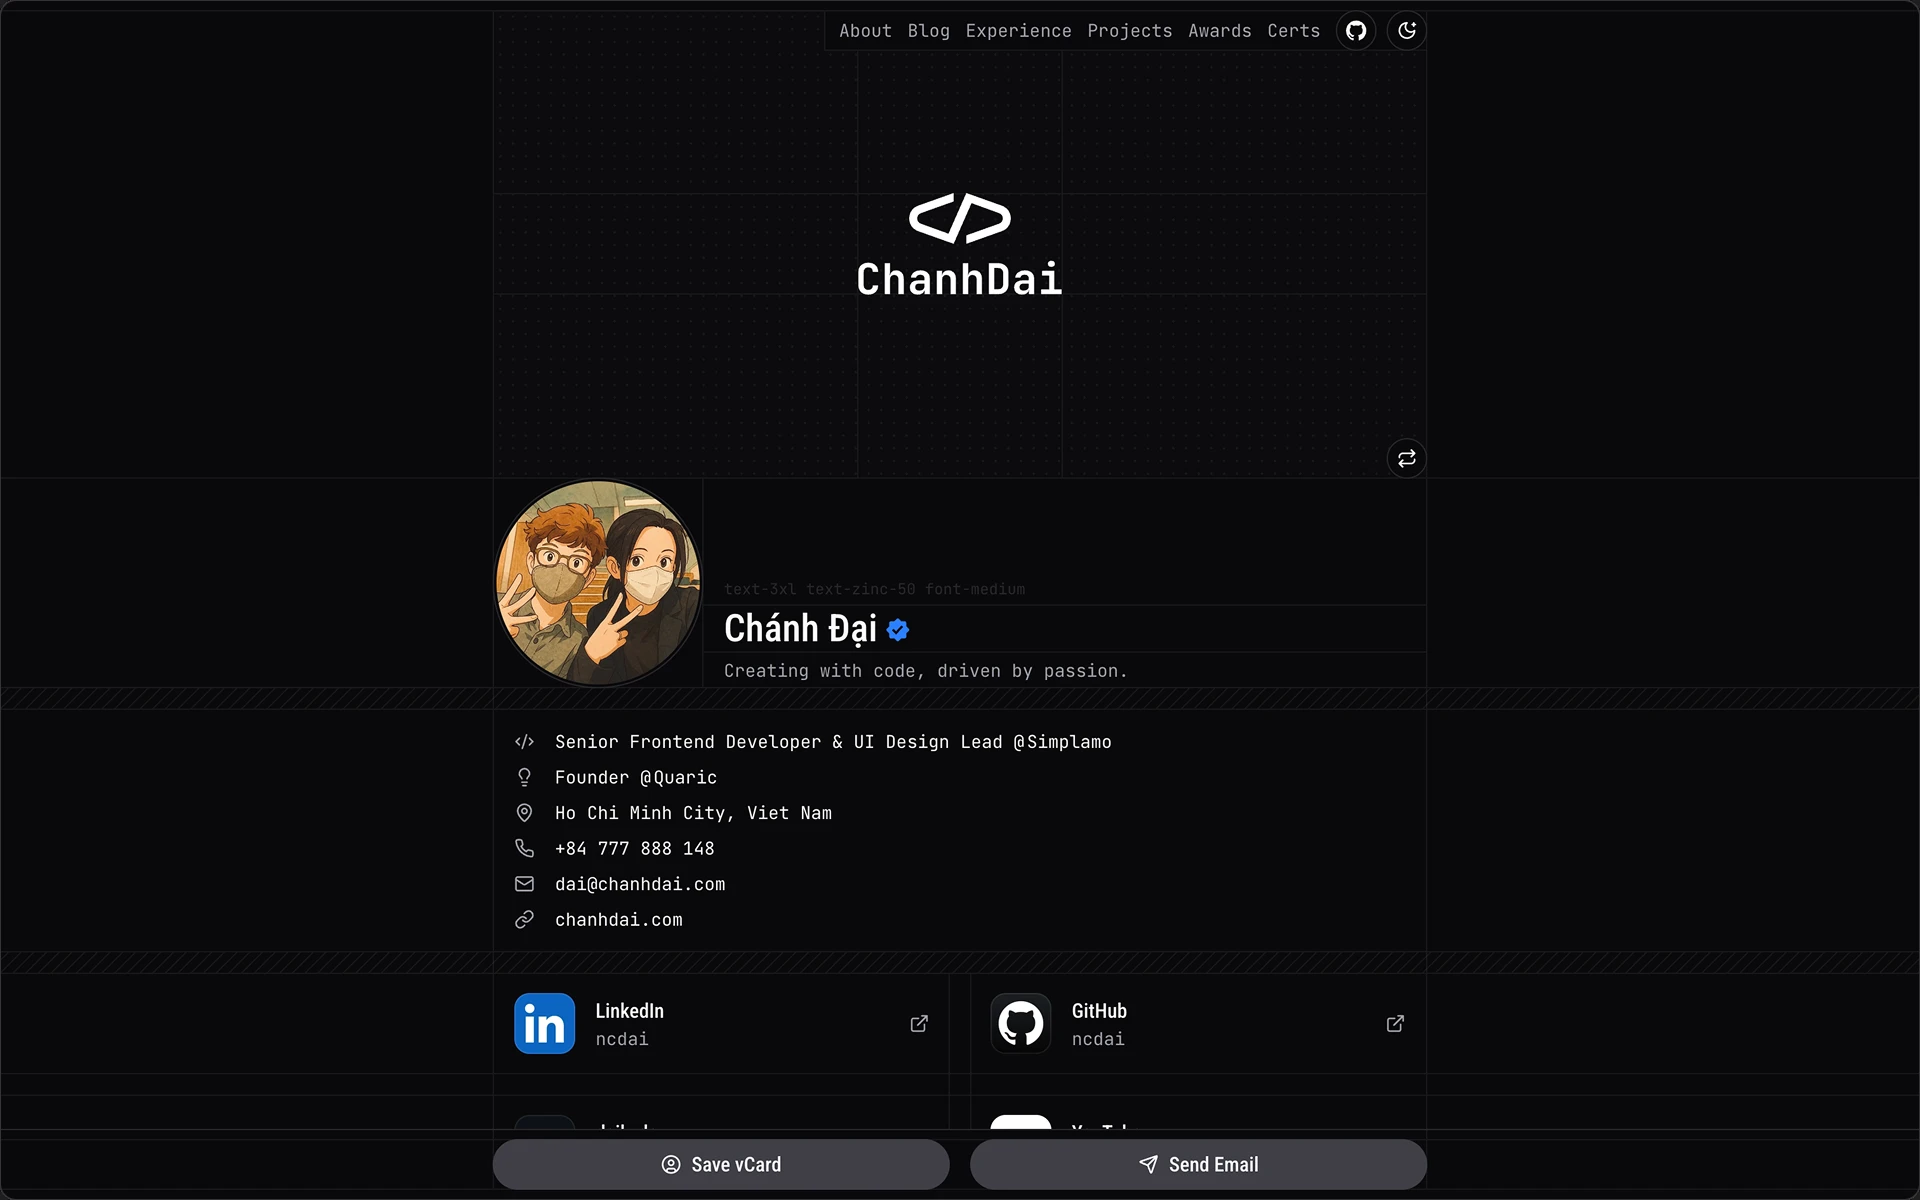 About Blog Experience Projects Awards Certs
ChanhDai
text-3xl text-zinc-50 font-medium
Chánh Đại
Creating with code, driven by passion.
Senior Frontend Developer & UI Design Lead @Simplamo
Founder @Quaric
Ho Chi Minh City, Viet Nam
+84 777 888 148
dai@chanhdai.com
chanhdai.com
in
LinkedIn
ncdai
GitHub
ncdai
Save vCard
Send Email